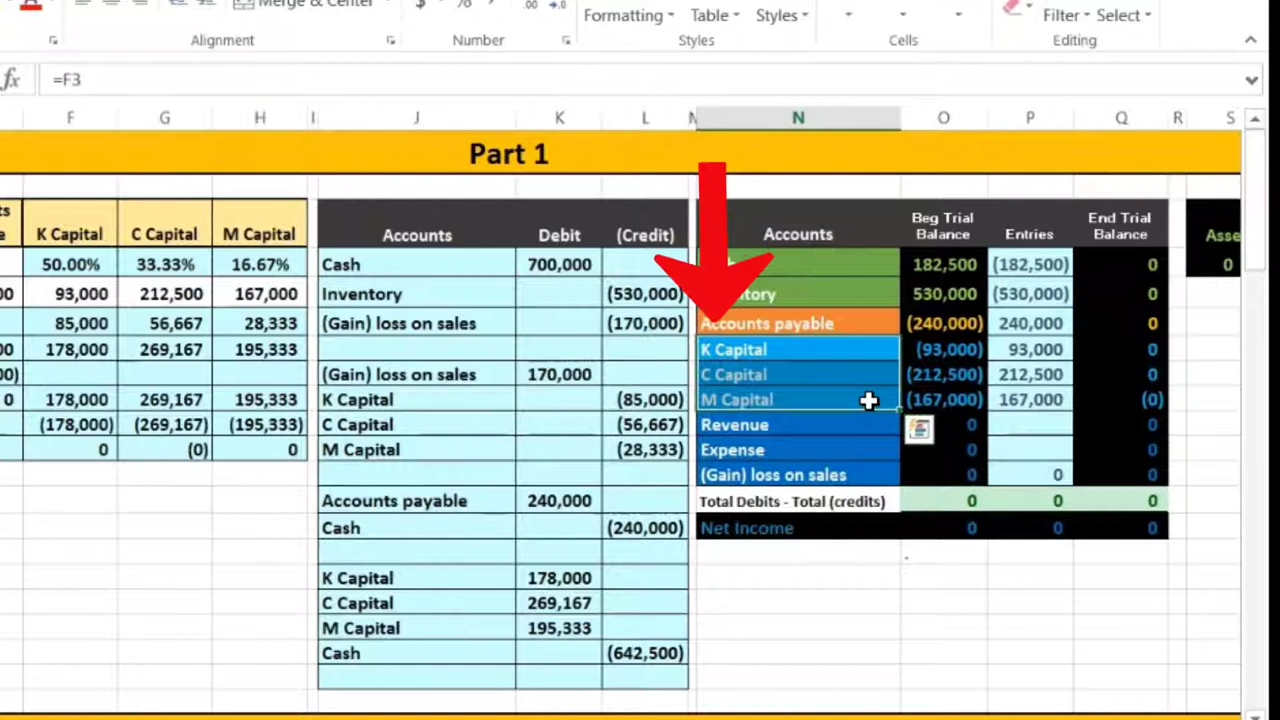 Merge & Center $ % .00 .0
Formatting Table Styles Filter Select
Alignment Number Styles Cells Editing
fx =F3
F G H I J K L N O P Q R S
Part 1
K Capital C Capital M Capital Accounts Debit (Credit) Accounts Beg Trial Balance Entries End Trial Balance Asse
50.00% 33.33% 16.67% Cash 700,000 182,500 (182,500) 0 0
00 93,000 212,500 167,000 Inventory (530,000) 530,000 (530,000) 0
85,000 56,667 28,333 (Gain) loss on sales (170,000) Accounts payable (240,000) 240,000 0
00 178,000 269,167 195,333 K Capital (93,000) 93,000 0
00) (Gain) loss on sales 170,000 C Capital (212,500) 212,500 0
0 178,000 269,167 195,333 K Capital (85,000) M Capital (167,000) 167,000 (0)
(178,000) (269,167) (195,333) C Capital (56,667) Revenue 0 0
0 (0) 0 M Capital (28,333) Expense 0 0
(Gain) loss on sales 0 0 0
Accounts payable 240,000 Total Debits - Total (credits) 0 0 0
Cash (240,000) Net Income 0 0 0
K Capital 178,000
C Capital 269,167
M Capital 195,333
Cash (642,500)